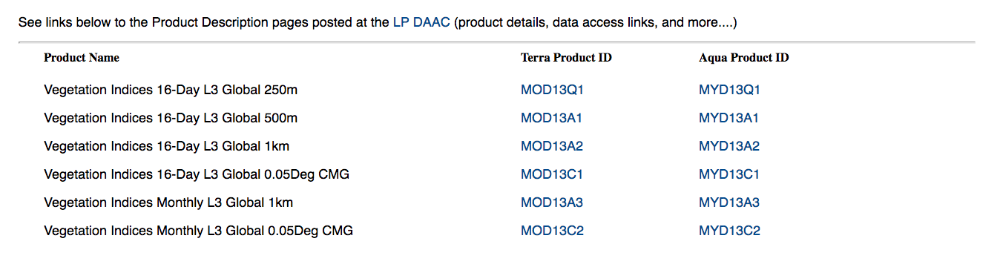 See links below to the Product Description pages posted at the LP DAAC (product details, data access links, and more....)
Product Name Terra Product ID Aqua Product ID
Vegetation Indices 16-Day L3 Global 250m MOD13Q1 MYD13Q1
Vegetation Indices 16-Day L3 Global 500m MOD13A1 MYD13A1
Vegetation Indices 16-Day L3 Global 1km MOD13A2 MYD13A2
Vegetation Indices 16-Day L3 Global 0.05Deg CMG MOD13C1 MYD13C1
Vegetation Indices Monthly L3 Global 1km MOD13A3 MYD13A3
Vegetation Indices Monthly L3 Global 0.05Deg CMG MOD13C2 MYD13C2